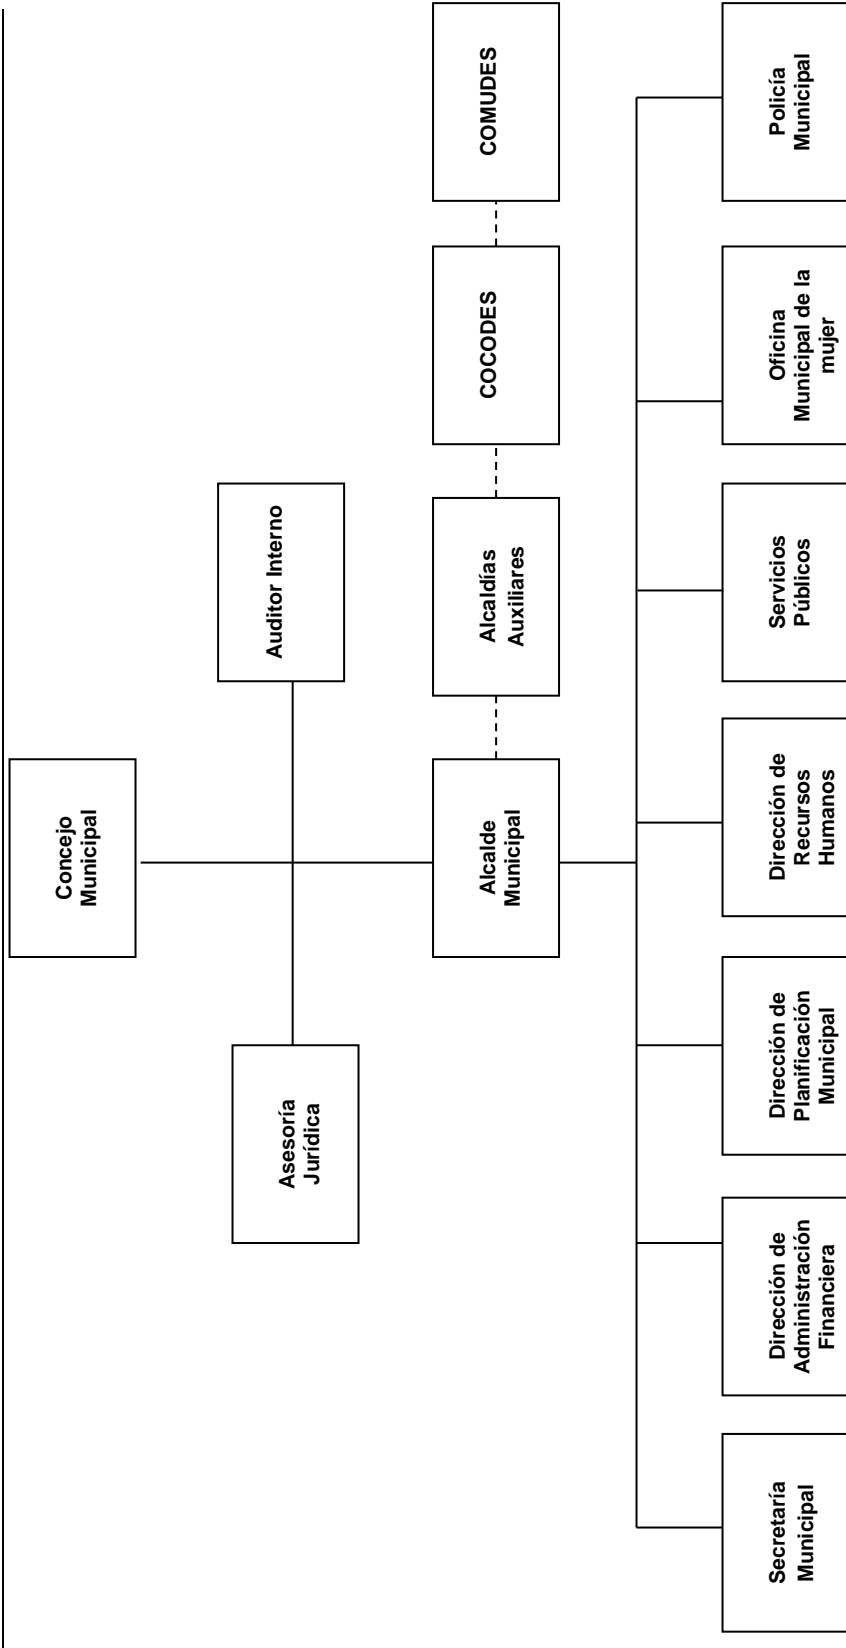 Concejo
Municipal
Asesoría
Jurídica
Auditor Interno
Alcalde
Municipal
Alcaldías
Auxiliares
COCODES
COMUDES
Secretaría
Municipal
Dirección de
Administración
Financiera
Dirección de
Planificación
Municipal
Dirección de
Recursos
Humanos
Servicios
Públicos
Oficina
Municipal de la
mujer
Policía
Municipal